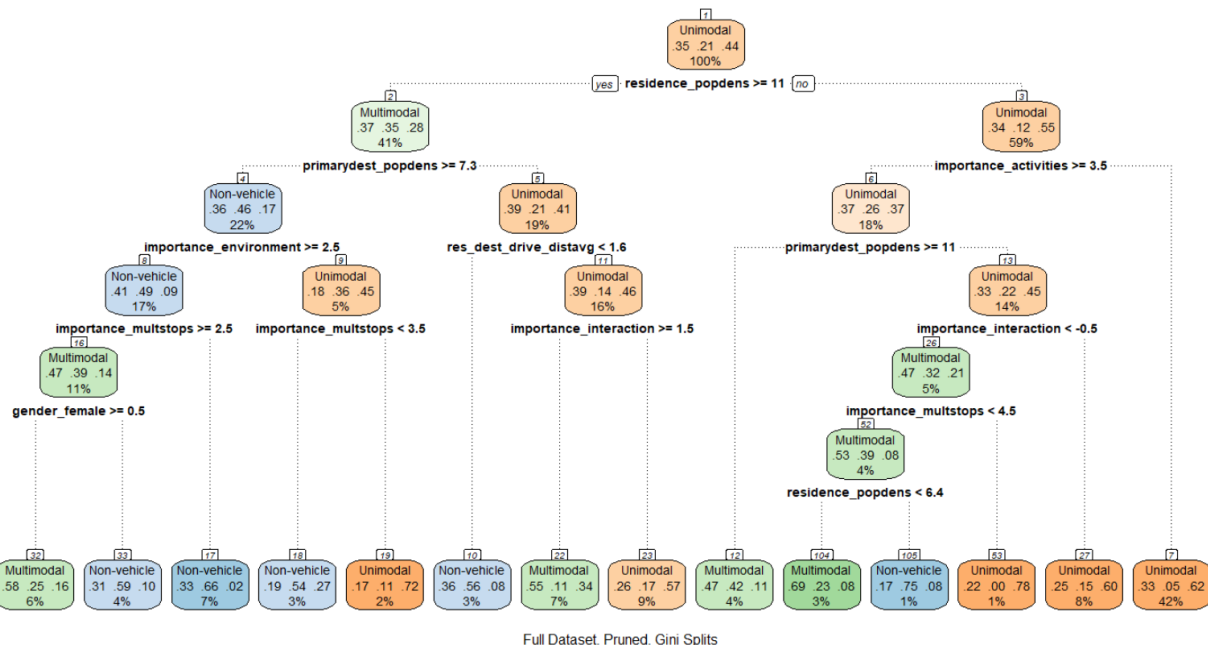 1
Unimodal
.35 .21 .44
100%
yes residence_popdens >= 11 no
2
Multimodal
.37 .35 .28
41%
3
Unimodal
.34 .12 .55
59%
primarydest_popdens >= 7.3
importance_activities >= 3.5
4
Non-vehicle
.36 .46 .17
22%
5
Unimodal
.39 .21 .41
19%
6
Unimodal
.37 .26 .37
18%
importance_environment >= 2.5
res_dest_drive_distavg < 1.6
primarydest_popdens >= 11
8
Non-vehicle
.41 .49 .09
17%
9
Unimodal
.18 .36 .45
5%
11
Unimodal
.39 .14 .46
16%
13
Unimodal
.33 .22 .45
14%
importance_multstops >= 2.5
importance_multstops < 3.5
importance_interaction >= 1.5
importance_interaction < -0.5
16
Multimodal
.47 .39 .14
11%
26
Multimodal
.47 .32 .21
5%
gender_female >= 0.5
importance_multstops < 4.5
52
Multimodal
.53 .39 .08
4%
residence_popdens < 6.4
32
Multimodal
.58 .25 .16
6%
33
Non-vehicle
.31 .59 .10
4%
17
Non-vehicle
.33 .66 .02
7%
18
Non-vehicle
.19 .54 .27
3%
19
Unimodal
.17 .11 .72
2%
10
Non-vehicle
.36 .56 .08
3%
22
Multimodal
.55 .11 .34
7%
23
Unimodal
.26 .17 .57
9%
12
Multimodal
.47 .42 .11
4%
104
Multimodal
.69 .23 .08
3%
105
Non-vehicle
.17 .75 .08
1%
53
Unimodal
.22 .00 .78
1%
27
Unimodal
.25 .15 .60
8%
7
Unimodal
.33 .05 .62
42%
Full Dataset. Pruned. Gini Splits